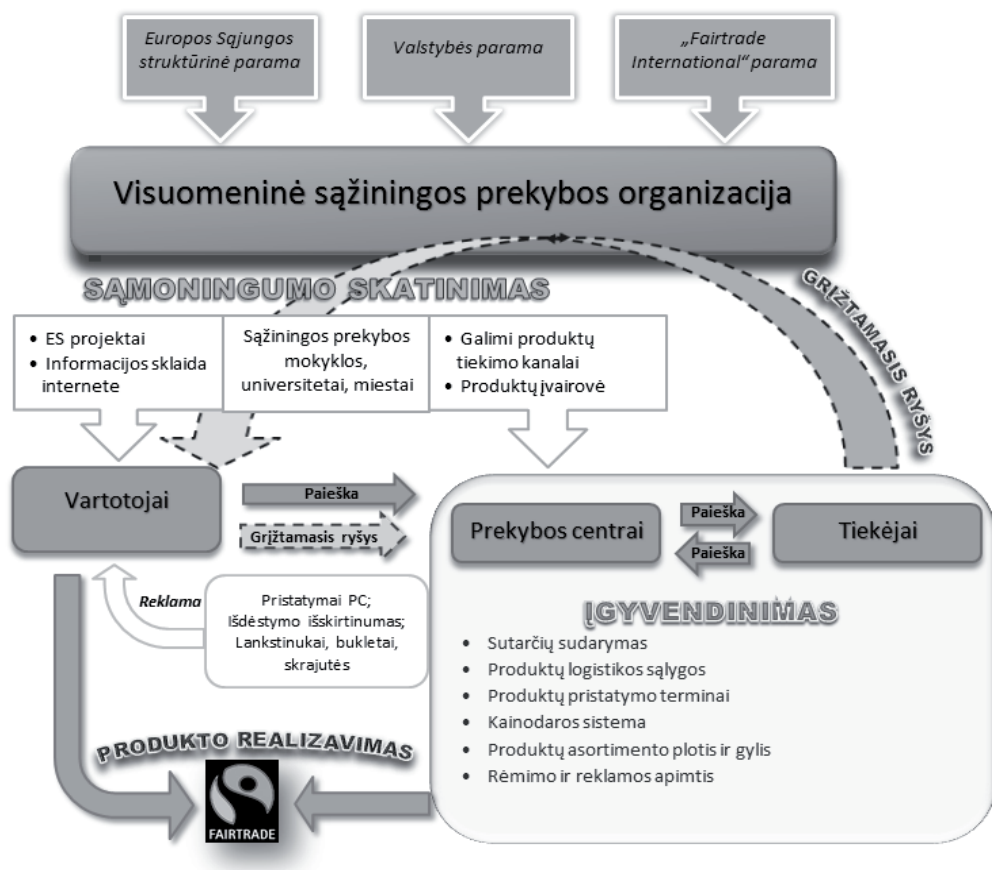 Europos Sąjungos
struktūrinė parama
Valstybės parama
„Fairtrade
International“ parama
Visuomeninė sąžiningos prekybos organizacija
SĄMONINGUMO SKATINIMAS
GRĮŽTAMASIS RYŠYS
• ES projektai
• Informacijos sklaida
internete
Sąžiningos prekybos
mokyklos,
universitetai, miestai
• Galimi produktų
tiekimo kanalai
• Produktų įvairovė
Vartotojai
Paieška
Grįžtamasis ryšys
Prekybos centrai
Paieška
Paieška
Tiekėjai
Reklama
Pristatymai PC;
Išdėstymo išskirtinumas;
Lankstinukai, bukletai,
skrajutės
ĮGYVENDINIMAS
• Sutarčių sudarymas
• Produktų logistikos sąlygos
• Produktų pristatymo terminai
• Kainodaros sistema
• Produktų asortimento plotis ir gylis
• Rėmimo ir reklamos apimtis
PRODUKTO REALIZAVIMAS
FAIRTRADE